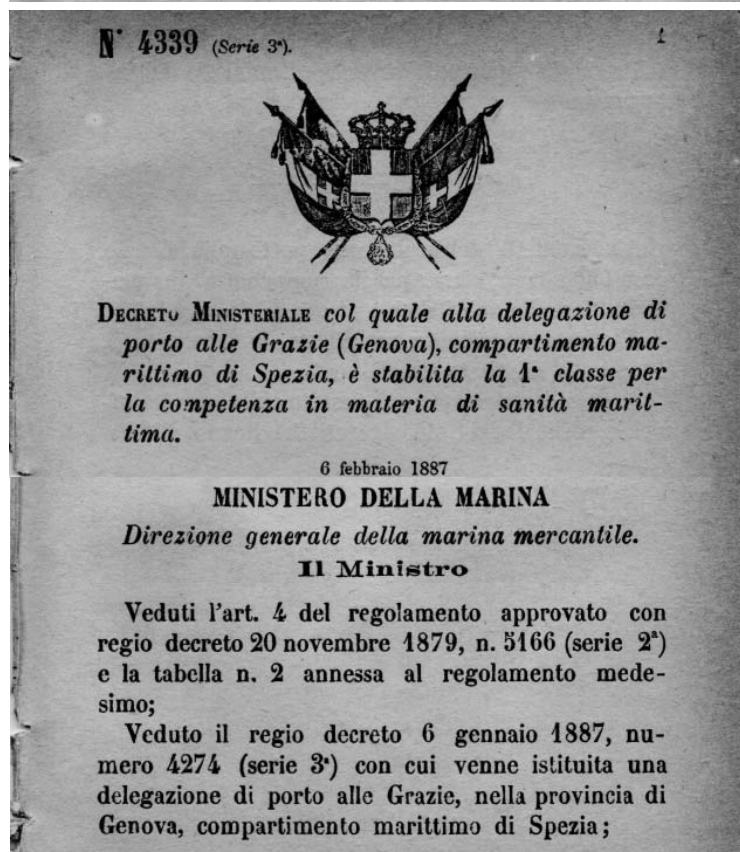 N° 4339 (Serie 3ª). 1
DECRETO MINISTERIALE col quale alla delegazione di
porto alle Grazie (Genova), compartimento ma-
rittimo di Spezia, è stabilita la 1ª classe per
la competenza in materia di sanità marit-
tima.
6 febbraio 1887
MINISTERO DELLA MARINA
Direzione generale della marina mercantile.
Il Ministro
Veduti l'art. 4 del regolamento approvato con
regio decreto 20 novembre 1879, n. 5166 (serie 2ª)
e la tabella n. 2 annessa al regolamento mede-
simo;
Veduto il regio decreto 6 gennaio 1887, nu-
mero 4274 (serie 3ª) con cui venne istituita una
delegazione di porto alle Grazie, nella provincia di
Genova, compartimento marittimo di Spezia;